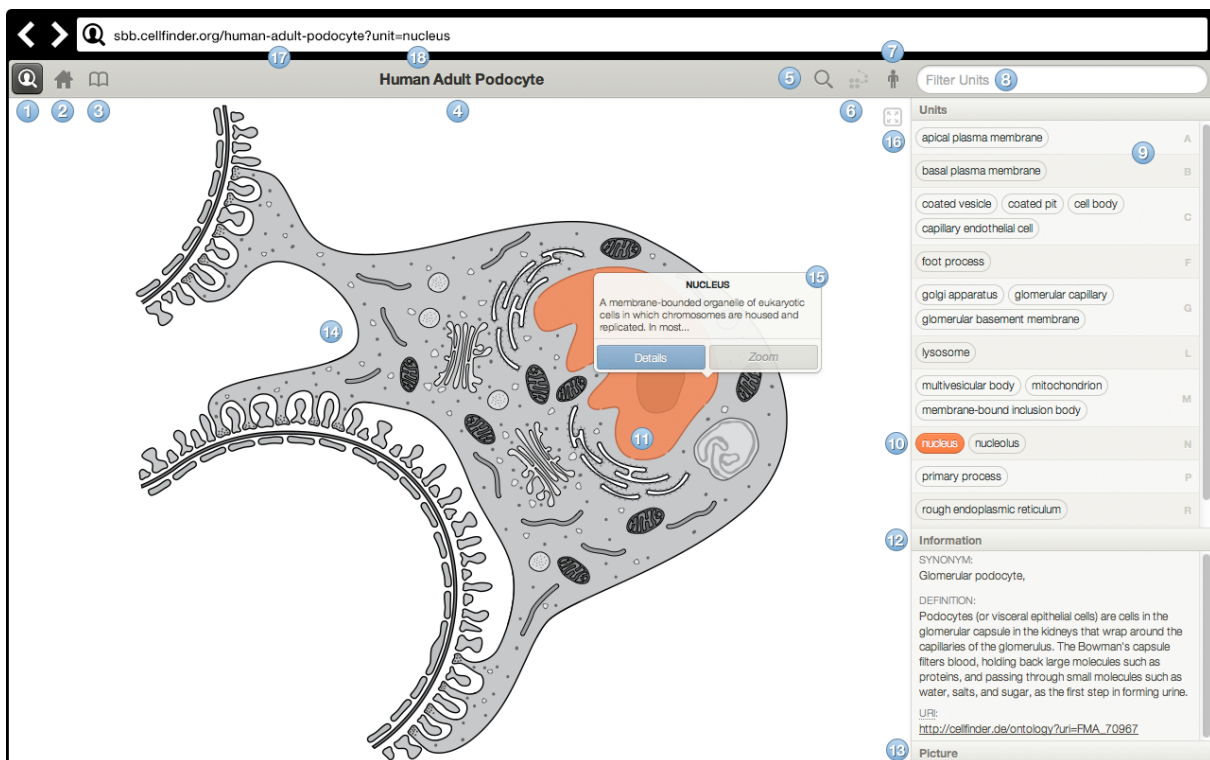 sbb.cellfinder.org/human-adult-podocyte?unit=nucleus
17
18
7
Human Adult Podocyte
5
Filter Units
8
1
2
3
4
6
16
Units
apical plasma membrane
A
9
basal plasma membrane
B
coated vesicle
coated pit
cell body
capillary endothelial cell
C
foot process
F
golgi apparatus
glomerular capillary
glomerular basement membrane
G
lysosome
L
multivesicular body
mitochondrion
membrane-bound inclusion body
M
10
nucleus
nucleolus
N
primary process
P
rough endoplasmic reticulum
R
15
NUCLEUS
A membrane-bounded organelle of eukaryotic
cells in which chromosomes are housed and
replicated. In most...
Details
Zoom
14
11
12
Information
SYNONYM:
Glomerular podocyte,
DEFINITION:
Podocytes (or visceral epithelial cells) are cells in the
glomerular capsule in the kidneys that wrap around the
capillaries of the glomerulus. The Bowman's capsule
filters blood, holding back large molecules such as
proteins, and passing through small molecules such as
water, salts, and sugar, as the first step in forming urine.
URI:
http://cellfinder.de/ontology?uri=FMA_70967
13
Picture